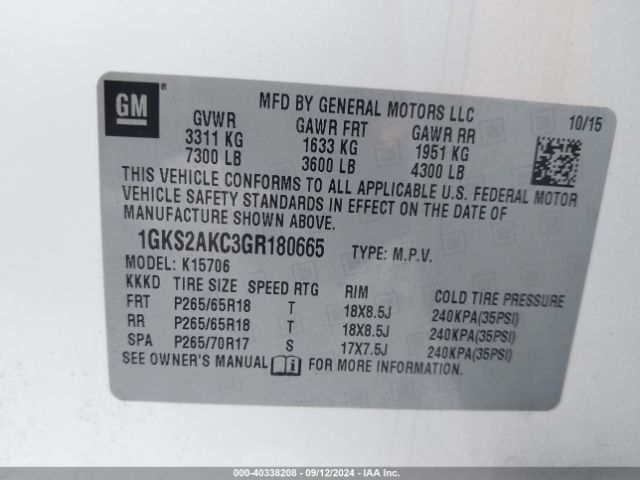 GM ®
MFD BY GENERAL MOTORS LLC
10/15
GVWR GAWR FRT GAWR RR
3311 KG 1633 KG 1951 KG
7300 LB 3600 LB 4300 LB
THIS VEHICLE CONFORMS TO ALL APPLICABLE U.S. FEDERAL MOTOR
VEHICLE SAFETY STANDARDS IN EFFECT ON THE DATE OF
MANUFACTURE SHOWN ABOVE.
1GKS2AKC3GR180665 TYPE: M.P.V.
MODEL: K15706
KKKD TIRE SIZE SPEED RTG RIM COLD TIRE PRESSURE
FRT P265/65R18 T 18X8.5J 240KPA(35PSI)
RR P265/65R18 T 18X8.5J 240KPA(35PSI)
SPA P265/70R17 S 17X7.5J 240KPA(35PSI)
SEE OWNER'S MANUAL FOR MORE INFORMATION.
000-40338208 - 09/12/2024 - IAAI.COM